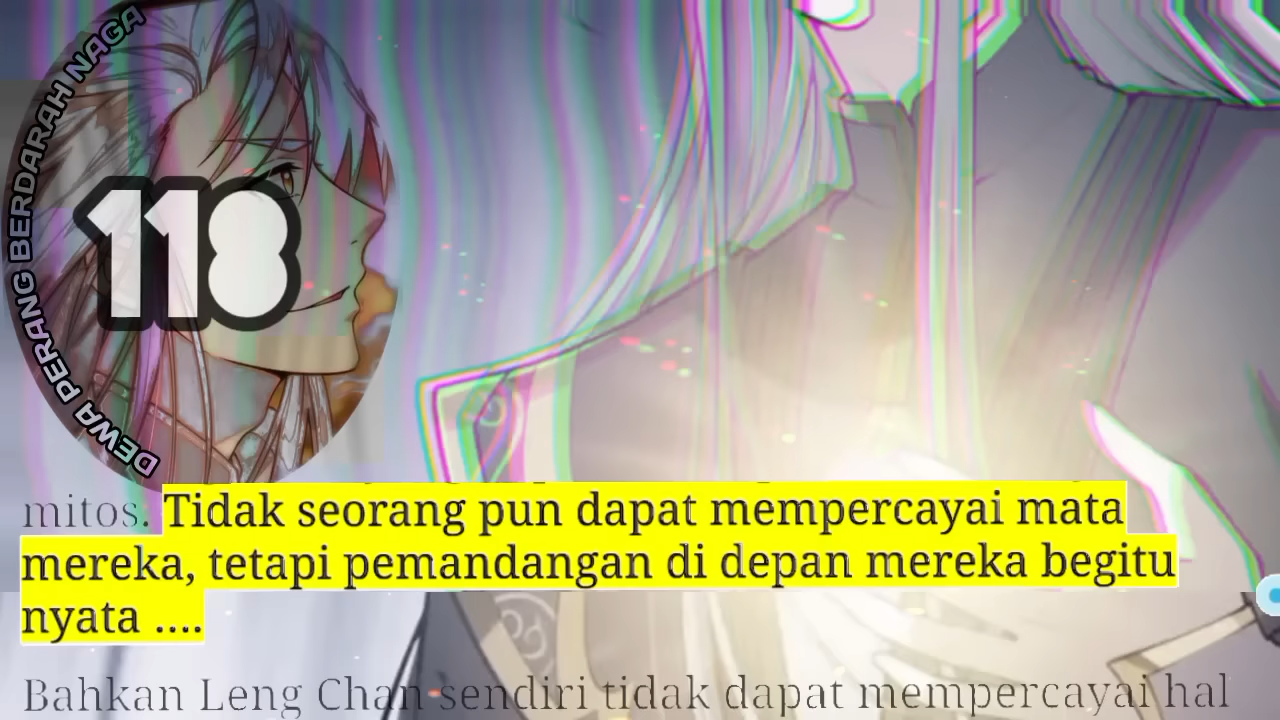 DEWA PERANG BERDARAH NAGA
118
mitos. Tidak seorang pun dapat mempercayai mata
mereka, tetapi pemandangan di depan mereka begitu
nyata ....
Bahkan Leng Chan sendiri tidak dapat mempercayai hal